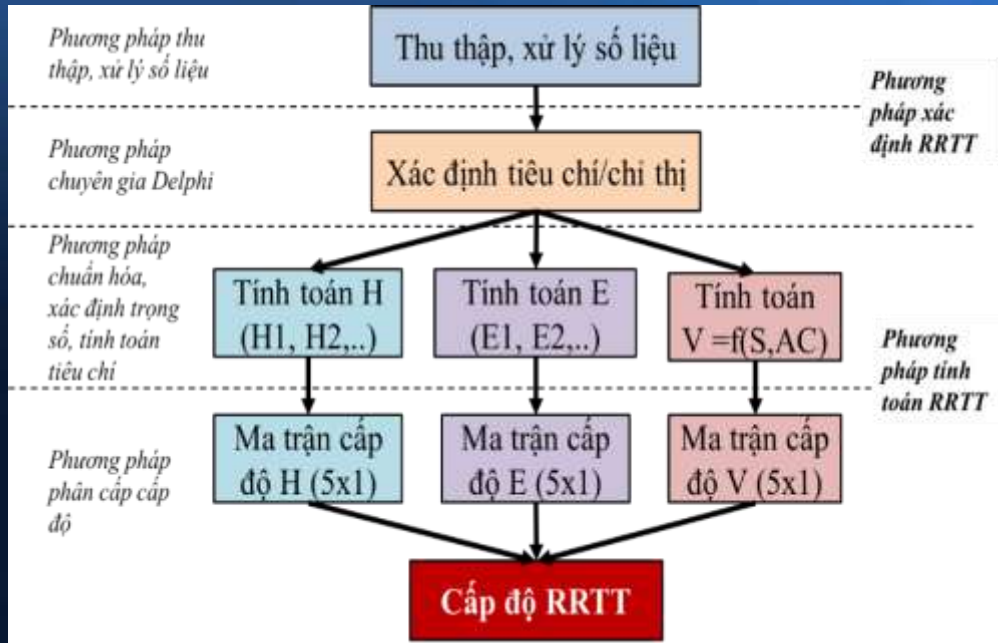 Phương pháp thu
thập, xử lý số liệu
Thu thập, xử lý số liệu
Phương
pháp xác
định RRTT
Phương pháp
chuyên gia Delphi
Xác định tiêu chí/chỉ thị
Phương pháp
chuẩn hóa,
xác định trọng
số, tính toán
tiêu chí
Tính toán H
(H1, H2,..)
Tính toán E
(E1, E2,..)
Tính toán
V =f(S,AC)
Phương
pháp tính
toán RRTT
Phương pháp
phân cấp cấp
độ
Ma trận cấp
độ H (5x1)
Ma trận cấp
độ E (5x1)
Ma trận cấp
độ V (5x1)
Cấp độ RRTT